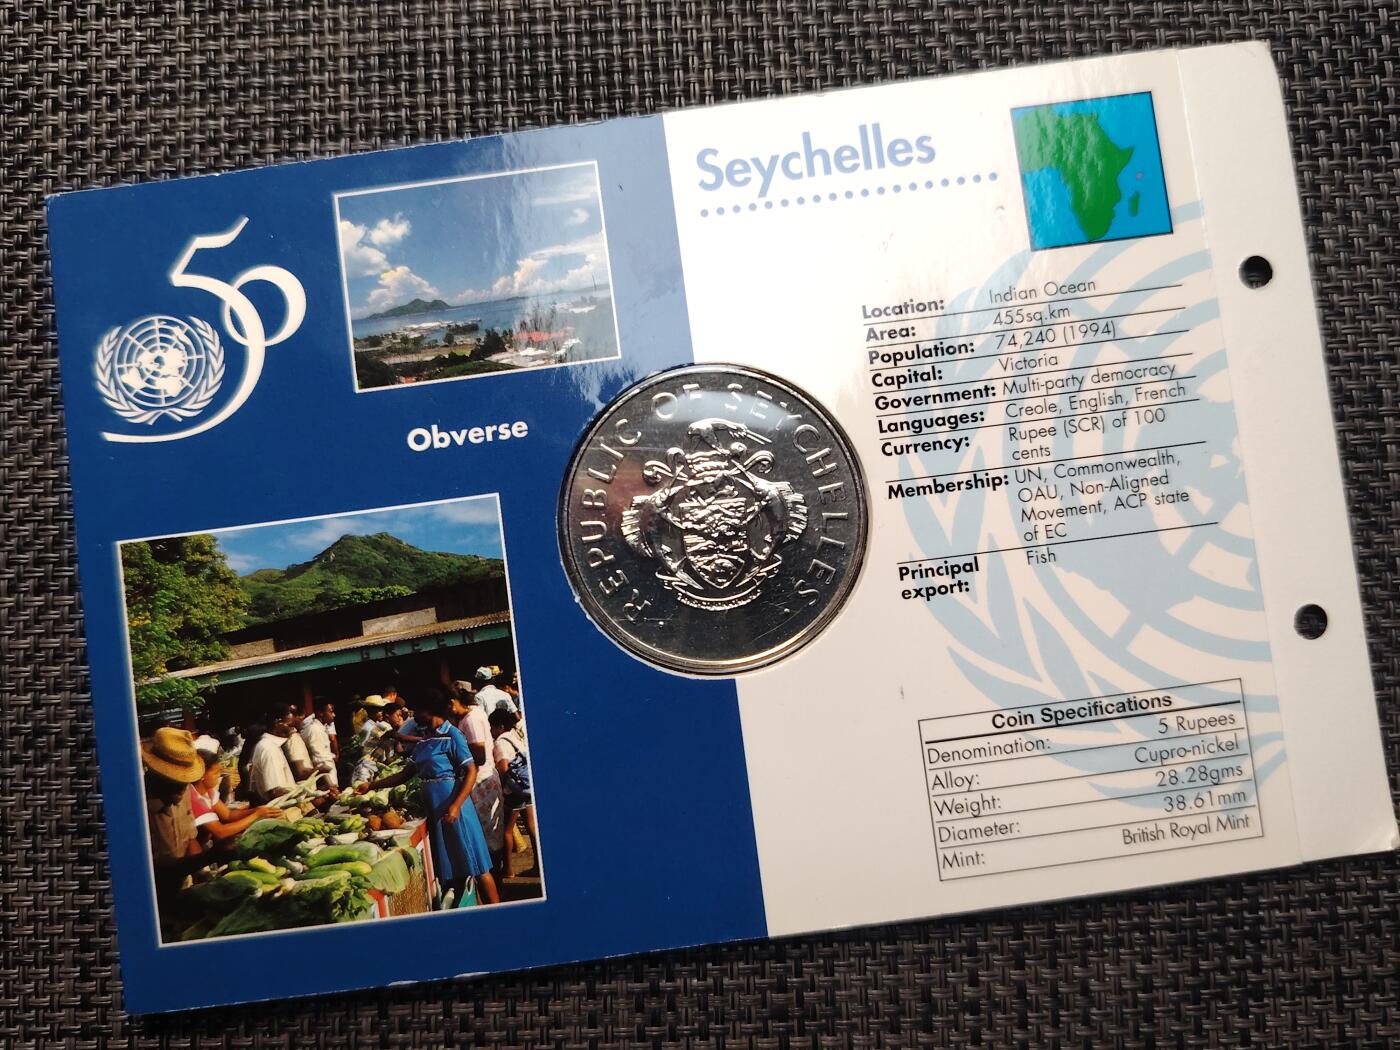 50
Seychelles
Obverse
REPUBLIC OF SEYCHELLES
GREEN
Location: Indian Ocean
Area: 455sq.km
Population: 74,240 (1994)
Capital: Victoria
Government: Multi-party democracy
Languages: Creole, English, French
Currency: Rupee (SCR) of 100
cents
Membership: UN, Commonwealth,
OAU, Non-Aligned
Movement, ACP state
of EC
Principal Fish
export:
Coin Specifications
Denomination: 5 Rupees
Alloy: Cupro-nickel
Weight: 28.28gms
Diameter: 38.61mm
Mint: British Royal Mint